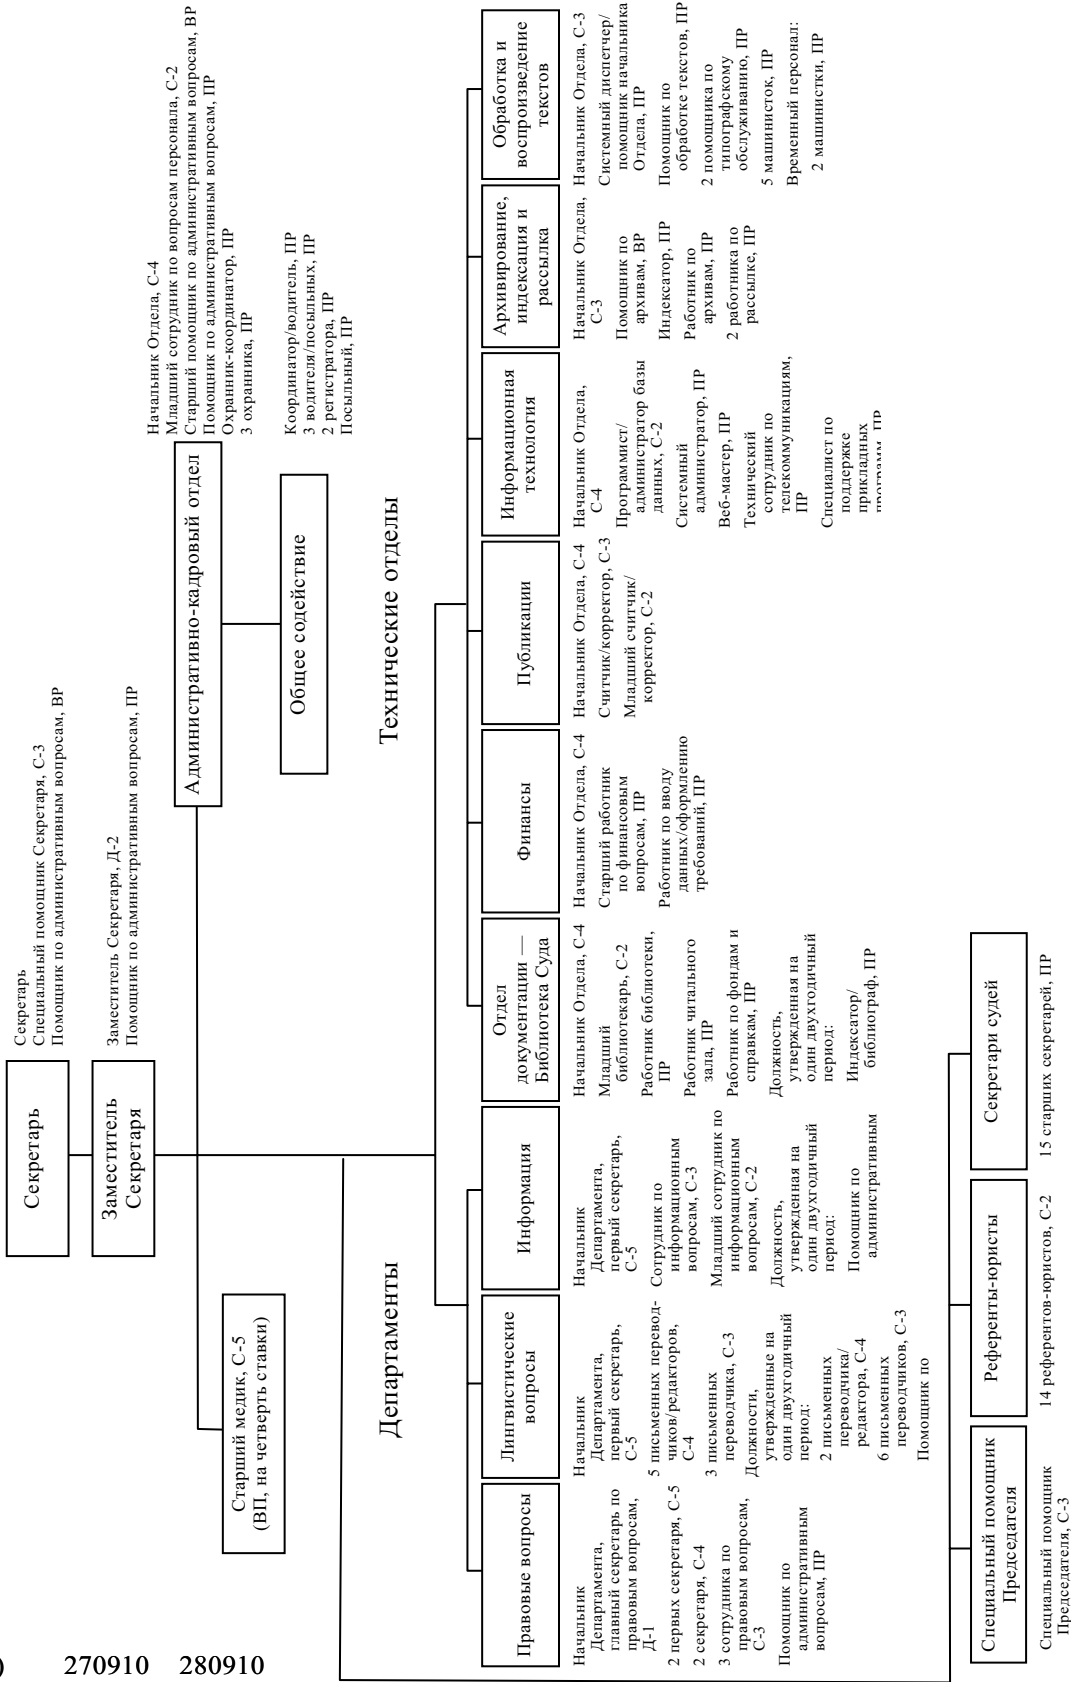 Секретарь
Секретарь
Специальный помощник Секретаря, С-3
Помощник по административным вопросам, ВР
Заместитель
Секретаря
Заместитель Секретаря, Д-2
Помощник по административным вопросам, ПР
Старший медик, С-5
(ВП, на четверть ставки)
Административно-кадровый отдел
Начальник Отдела, С-4
Младший сотрудник по вопросам персонала, С-2
Старший помощник по административным вопросам, ВР
Помощник по административным вопросам, ПР
Охранник-координатор, ПР
3 охранника, ПР
Общее содействие
Координатор/водитель, ПР
3 водителя/посыльных, ПР
2 регистратора, ПР
Посыльный, ПР
Департаменты
Технические отделы
Правовые вопросы
Начальник
Департамента,
главный секретарь по
правовым вопросам,
Д-1
2 первых секретаря, С-5
2 секретаря, С-4
3 сотрудника по
правовым вопросам,
С-3
Помощник по
административным
вопросам, ПР
Лингвистические
вопросы
Начальник
Департамента,
первый секретарь,
С-5
5 письменных перевод-
чиков/редакторов,
С-4
3 письменных
переводчика, С-3
Должности,
утвержденные на
один двухгодичный
период:
2 письменных
переводчика/
редактора, С-4
6 письменных
переводчиков, С-3
Помощник по
Информация
Начальник
Департамента,
первый секретарь,
С-5
Сотрудник по
информационным
вопросам, С-3
Младший сотрудник по
информационным
вопросам, С-2
Должность,
утвержденная на
один двухгодичный
период:
Помощник по
административным
Отдел
документации —
Библиотека Суда
Начальник Отдела, С-4
Младший
библиотекарь, С-2
Работник библиотеки,
ПР
Работник читального
зала, ПР
Работник по фондам и
справкам, ПР
Должность,
утвержденная на
один двухгодичный
период:
Индексатор/
библиограф, ПР
Финансы
Начальник Отдела, С-4
Старший работник
по финансовым
вопросам, ПР
Работник по вводу
данных/оформлению
требований, ПР
Публикации
Начальник Отдела, С-4
Считчик/корректор, С-3
Младший считчик/
корректор, С-2
Информационная
технология
Начальник Отдела,
С-4
Программист/
администратор базы
данных, С-2
Системный
администратор, ПР
Веб-мастер, ПР
Технический
сотрудник по
телекоммуникациям,
ПР
Специалист по
поддержке
прикладных
программ, ПР
Архивирование,
индексация и
рассылка
Начальник Отдела,
С-3
Помощник по
архивам, ВР
Индексатор, ПР
Работник по
архивам, ПР
2 работника по
рассылке, ПР
Обработка и
воспроизведение
текстов
Начальник Отдела, С-3
Системный диспетчер/
помощник начальника
Отдела, ПР
Помощник по
обработке текстов, ПР
2 помощника по
типографскому
обслуживанию, ПР
5 машинисток, ПР
Временный персонал:
2 машинистки, ПР
Специальный помощник
Председателя
Специальный помощник
Председателя, С-3
Референты-юристы
14 референтов-юристов, С-2
Секретари судей
15 старших секретарей, ПР
) 270910 280910